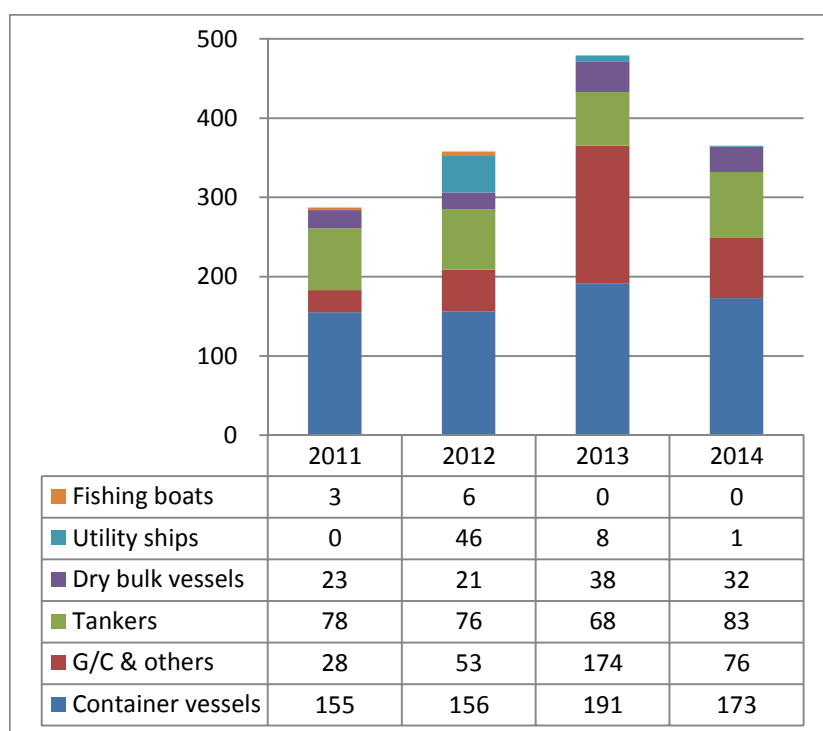 500
400
300
200
100
0
2011 2012 2013 2014
Fishing boats 3 6 0 0
Utility ships 0 46 8 1
Dry bulk vessels 23 21 38 32
Tankers 78 76 68 83
G/C & others 28 53 174 76
Container vessels 155 156 191 173